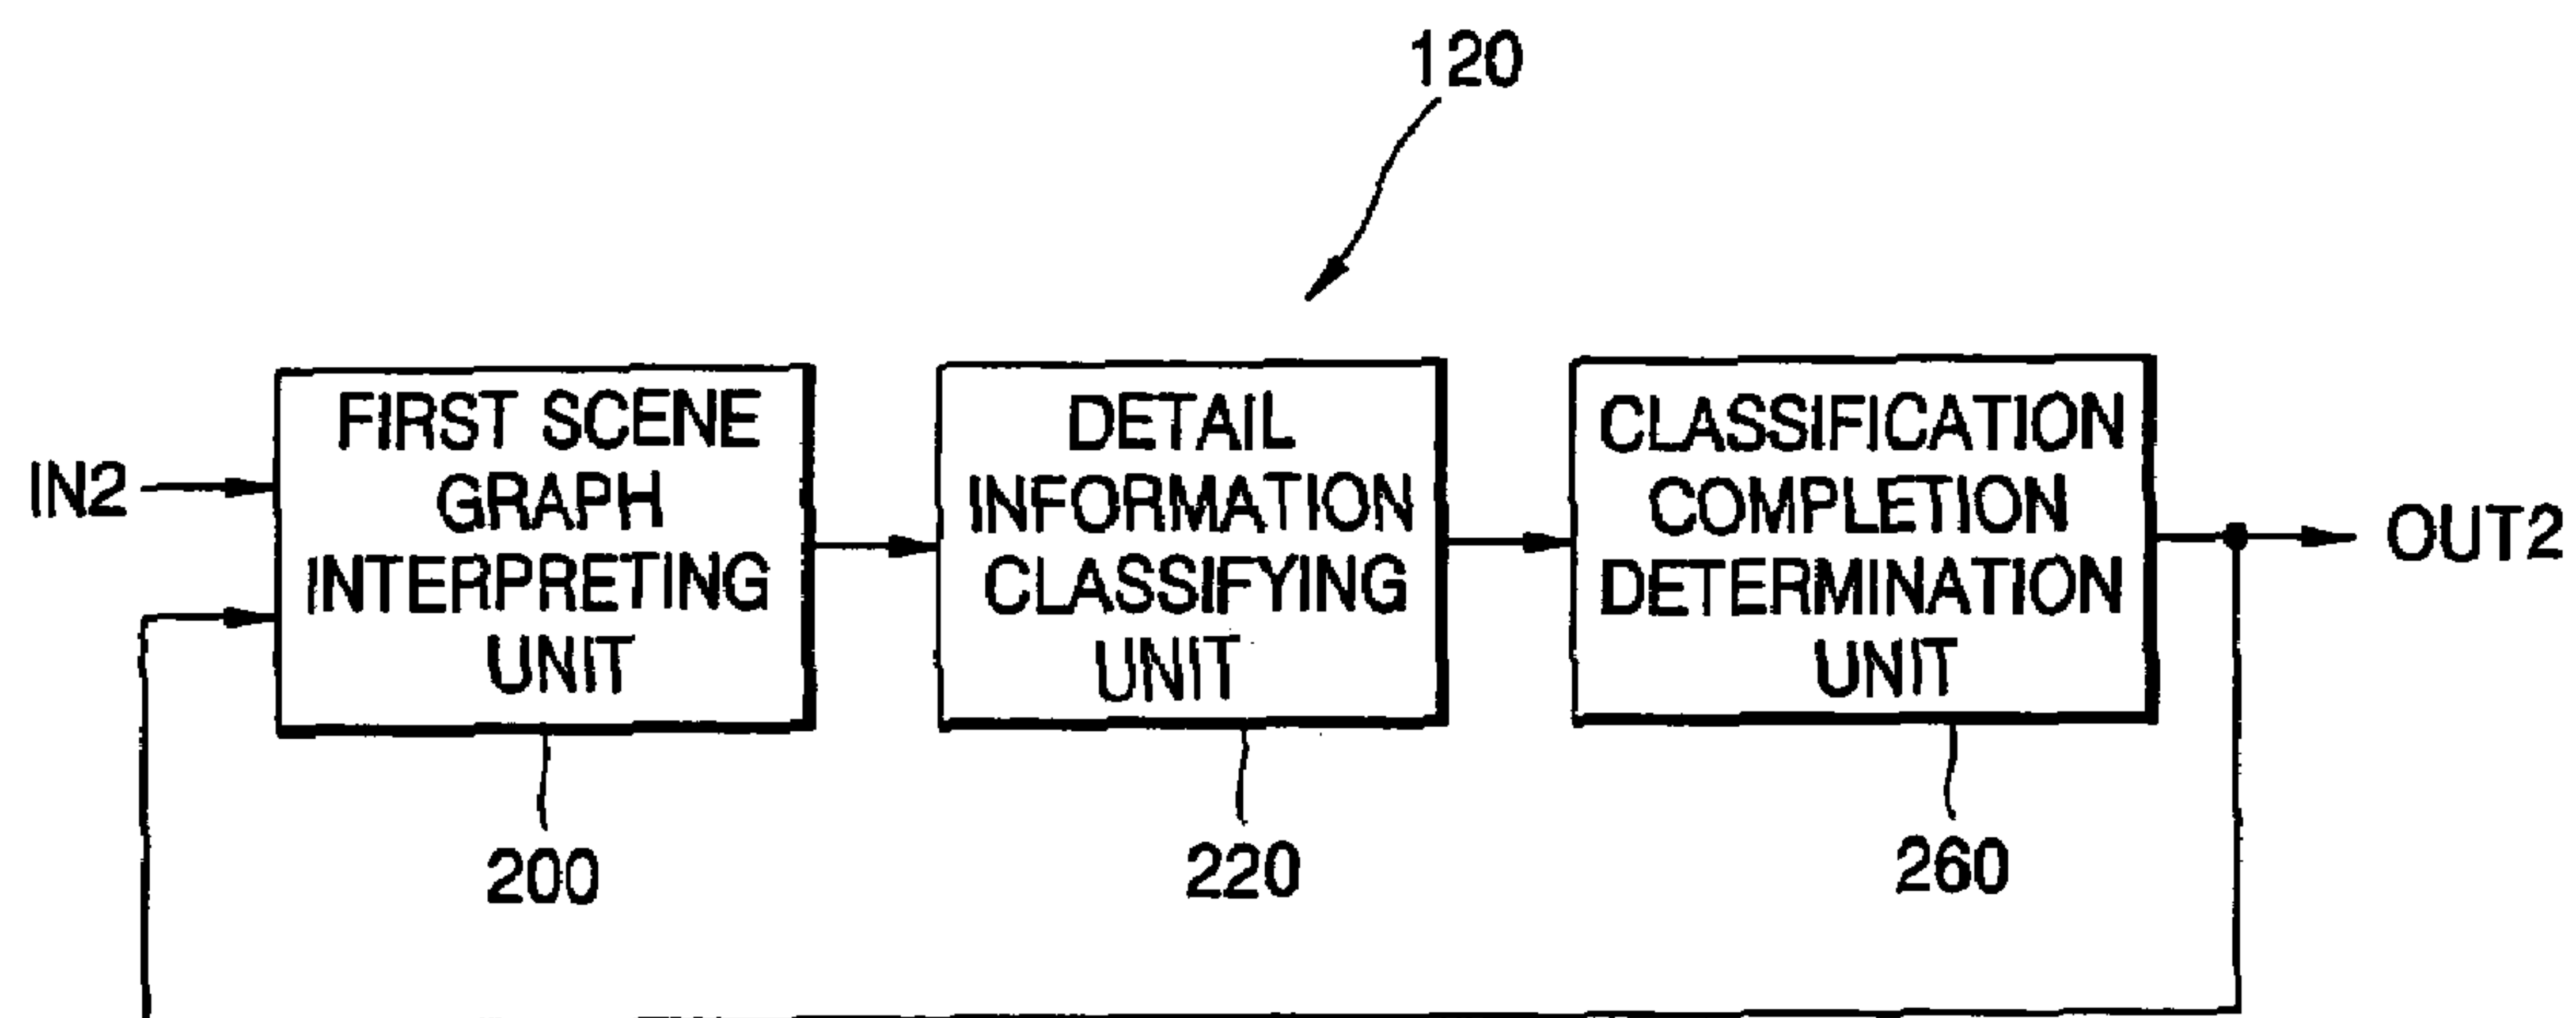 120
IN2
FIRST SCENE
GRAPH
INTERPRETING
UNIT
DETAIL
INFORMATION
CLASSIFYING
UNIT
CLASSIFICATION
COMPLETION
DETERMINATION
UNIT
OUT2
200
220
260